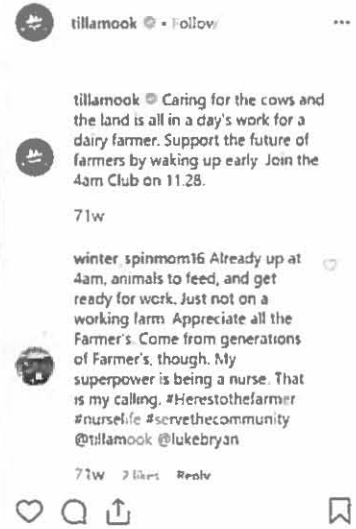 tillamook • Follow
tillamook Caring for the cows and
the land is all in a day's work for a
dairy farmer. Support the future of
farmers by waking up early. Join the
4am Club on 11.28.
71w
winter_spinmom16 Already up at
4am, animals to feed, and get
ready for work. Just not on a
working farm. Appreciate all the
Farmer's. Come from generations
of Farmer's, though. My
superpower is being a nurse. That
is my calling. #Herestothefarmer
#nurselife #servethecommunity
@tillamook @lukebryan
71w 2 likes Reply